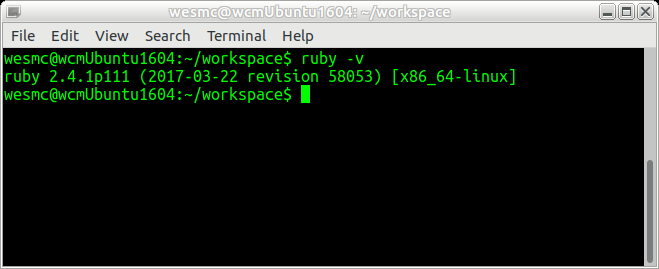 wesmc@wcmUbuntu1604: ~/workspace
File Edit View Search Terminal Help
wesmc@wcmUbuntu1604:~/workspace$ ruby -v
ruby 2.4.1p111 (2017-03-22 revision 58053) [x86_64-linux]
wesmc@wcmUbuntu1604:~/workspace$